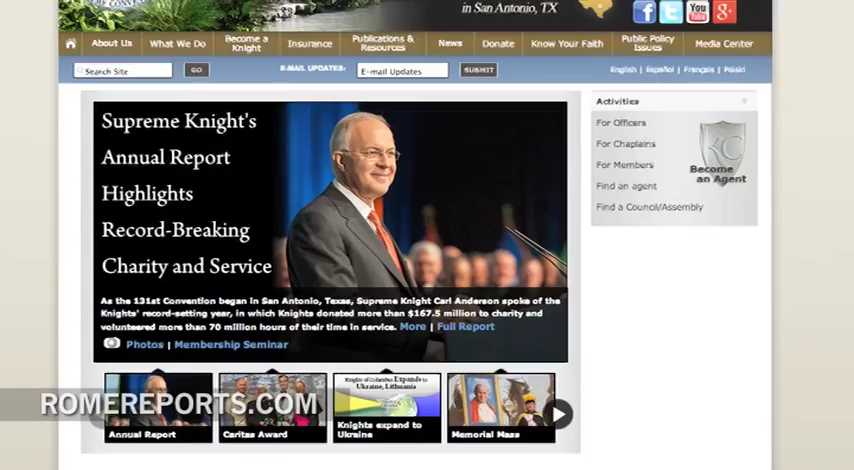 in San Antonio, TX
About Us
What We Do
Become a
Knight
Insurance
Publications &
Resources
News
Donate
Know Your Faith
Public Policy
Issues
Media Center
Search Site
GO
E-MAIL UPDATES:
E-mail Updates
SUBMIT
English | Español | Français | Polski
Supreme Knight's
Annual Report
Highlights
Record-Breaking
Charity and Service
As the 131st Convention began in San Antonio, Texas, Supreme Knight Carl Anderson spoke of the
Knights' record-setting year, in which Knights donated more than $167.5 million to charity and
volunteered more than 70 million hours of their time in service. More | Full Report
Photos | Membership Seminar
Activities
For Officers
For Chaplains
For Members
Find an agent
Find a Council/Assembly
KC
Become
an Agent
Annual Report
Caritas Award
Knights of Columbus Expands to
Ukraine, Lithuania
Knights expand to
Ukraine
Memorial Mass
ROMEREPORTS.COM
You
Tube